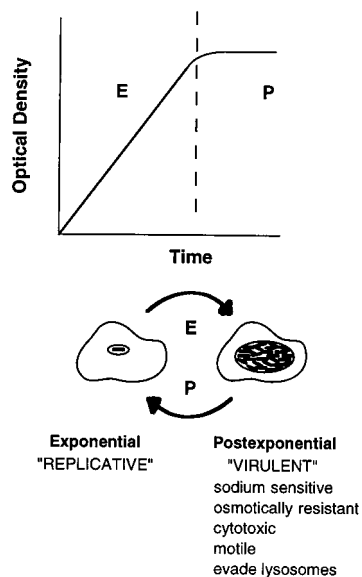 Optical Density
E
P
Time
E
P
Exponential
"REPLICATIVE"
Postexponential
"VIRULENT"
sodium sensitive
osmotically resistant
cytotoxic
motile
evade lysosomes